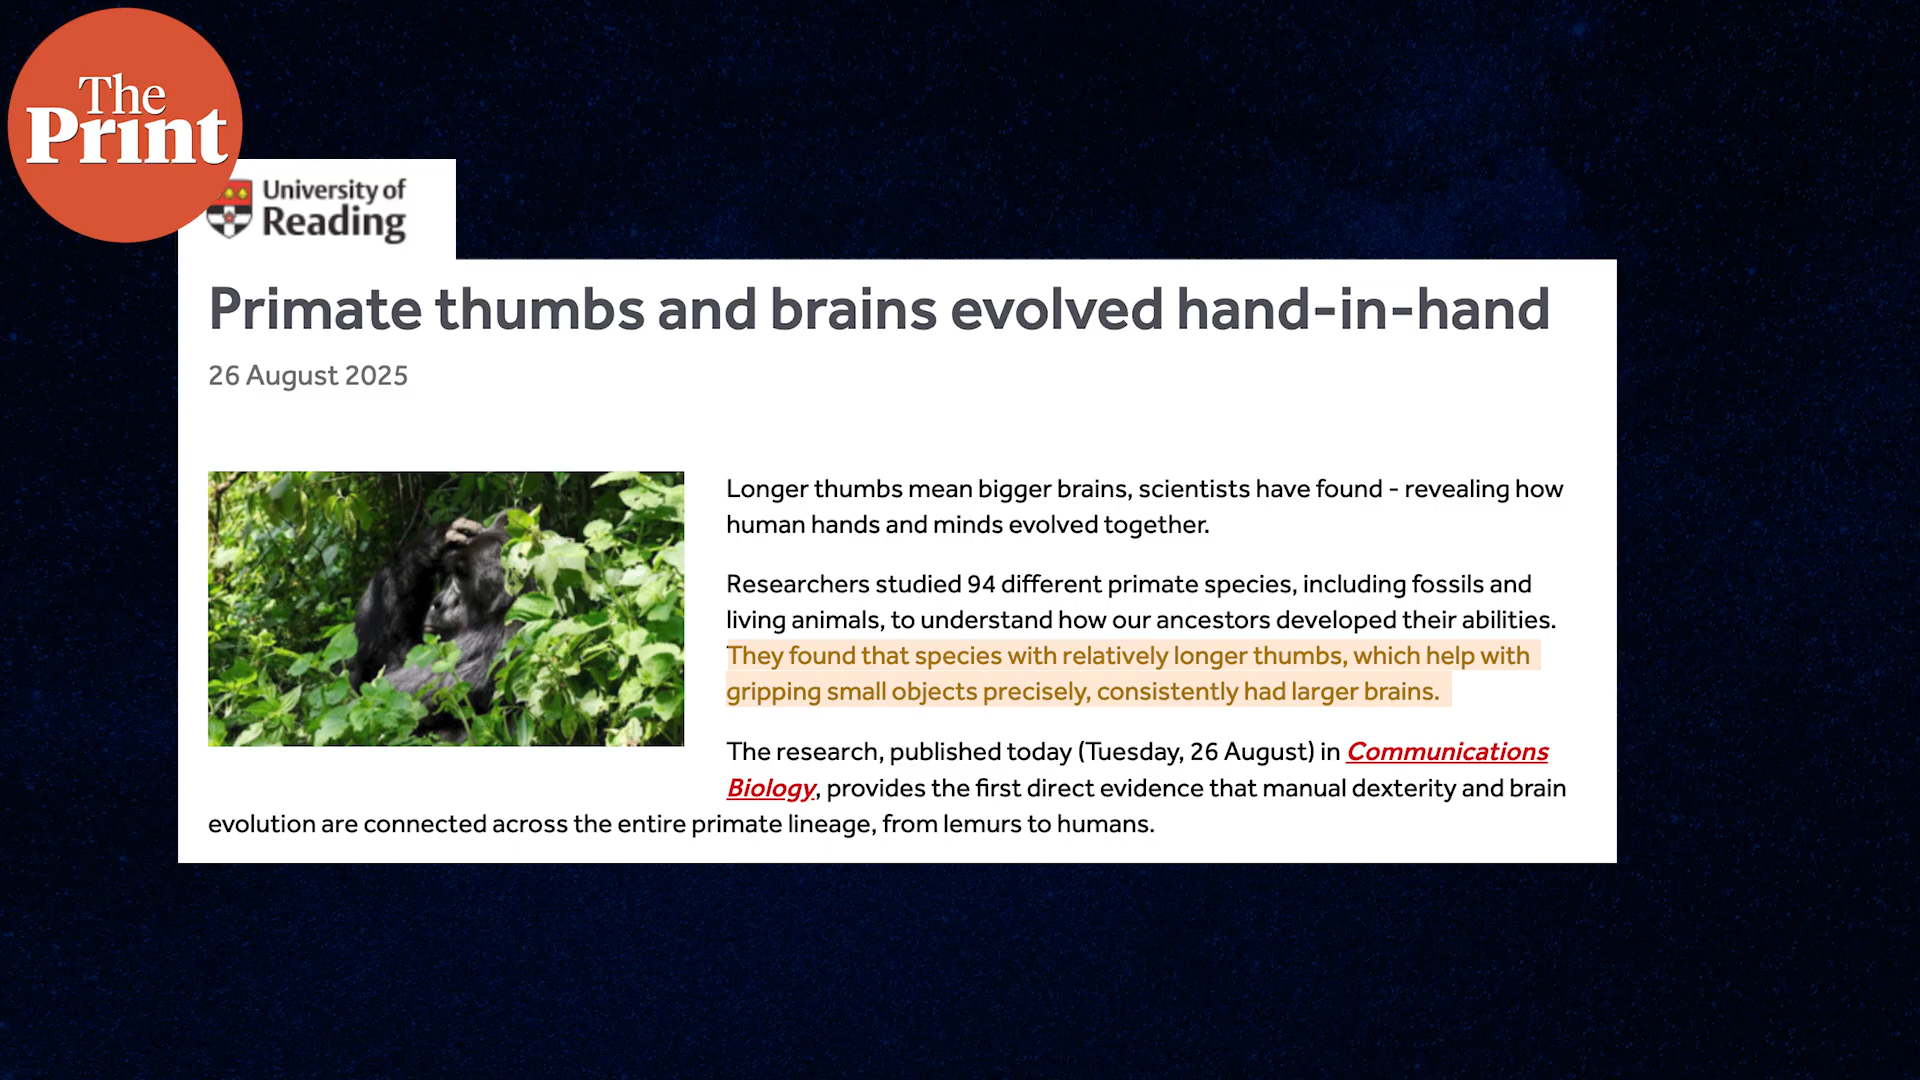 The
Print
University of
Reading
Primate thumbs and brains evolved hand-in-hand
26 August 2025
Longer thumbs mean bigger brains, scientists have found - revealing how
human hands and minds evolved together.
Researchers studied 94 different primate species, including fossils and
living animals, to understand how our ancestors developed their abilities.
They found that species with relatively longer thumbs, which help with
gripping small objects precisely, consistently had larger brains.
The research, published today (Tuesday, 26 August) in Communications
Biology, provides the first direct evidence that manual dexterity and brain
evolution are connected across the entire primate lineage, from lemurs to humans.